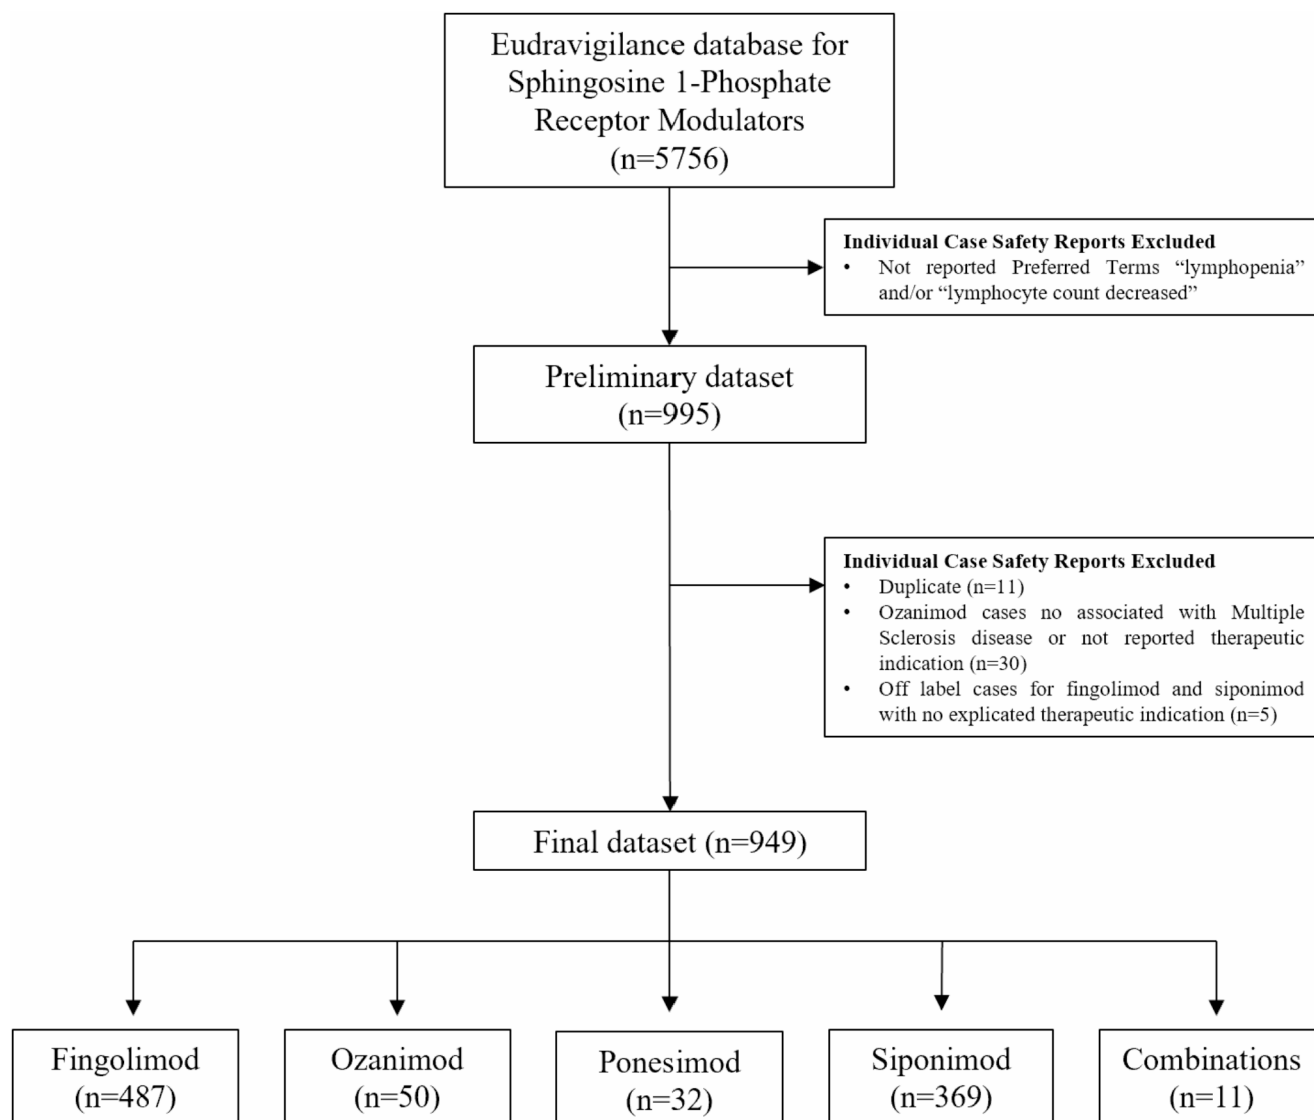 Eudravigilance database for
Sphingosine 1-Phosphate
Receptor Modulators
(n=5756)
Individual Case Safety Reports Excluded
• Not reported Preferred Terms “lymphopenia”
and/or “lymphocyte count decreased”
Preliminary dataset
(n=995)
Individual Case Safety Reports Excluded
• Duplicate (n=11)
• Ozanimod cases no associated with Multiple
Sclerosis disease or not reported therapeutic
indication (n=30)
• Off label cases for fingolimod and siponimod
with no explicated therapeutic indication (n=5)
Final dataset (n=949)
Fingolimod
(n=487)
Ozanimod
(n=50)
Ponesimod
(n=32)
Siponimod
(n=369)
Combinations
(n=11)